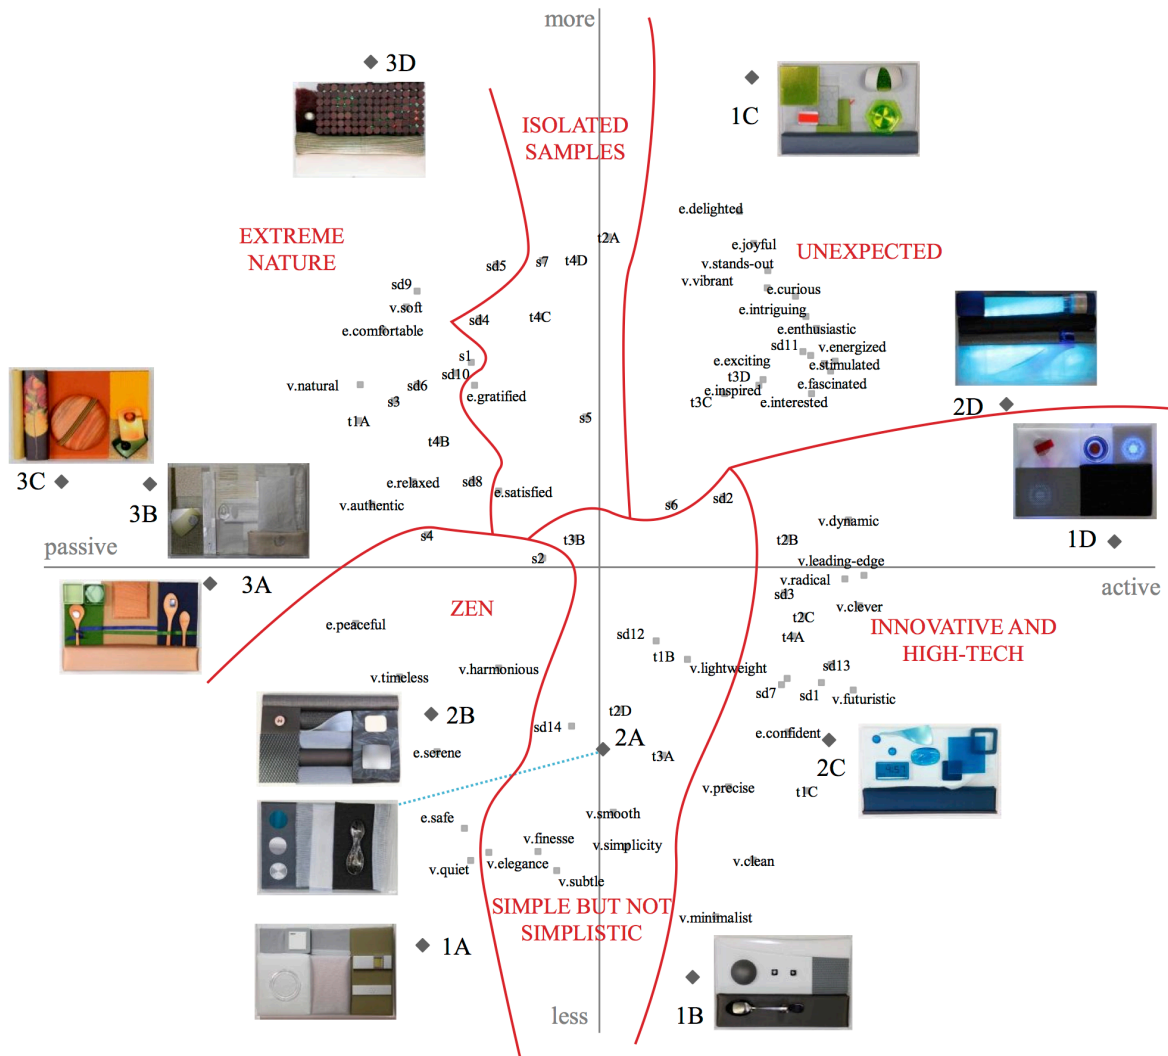 more
3D
1C
ISOLATED
SAMPLES
e.delighted
t2A
EXTREME
NATURE
e.joyful
UNEXPECTED
sd5
s7
t4D
v.stands-out
sd9
v.vibrant
e.curious
v.soft
e.intriguing
sd4
t4C
e.comfortable
e.enthusiastic
sd11
v.energized
s1
e.exciting
e.stimulated
sd10
t3D
v.natural
sd6
e.gratified
e.inspired
e.fascinated
s3
t3C
e.interested
2D
t1A
s5
t4B
3C
3B
e.relaxed
sd8
e.satisfied
v.authentic
s6
sd2
v.dynamic
s4
t3B
t2B
1D
passive
s2
v.leading-edge
3A
v.radical
active
sd3
ZEN
v.clever
e.peaceful
t2C
INNOVATIVE AND
HIGH-TECH
sd12
t4A
t1B
v.harmonious
v.lightweight
sd13
v.timeless
sd7
sd1
v.futuristic
2B
t2D
sd14
e.confident
2A
2C
e.serene
t3A
v.precise
t1C
e.safe
v.smooth
v.finesse
v.simplicity
v.quiet
v.elegance
v.clean
v.subtle
SIMPLE BUT NOT
SIMPLISTIC
v.minimalist
1A
less
1B